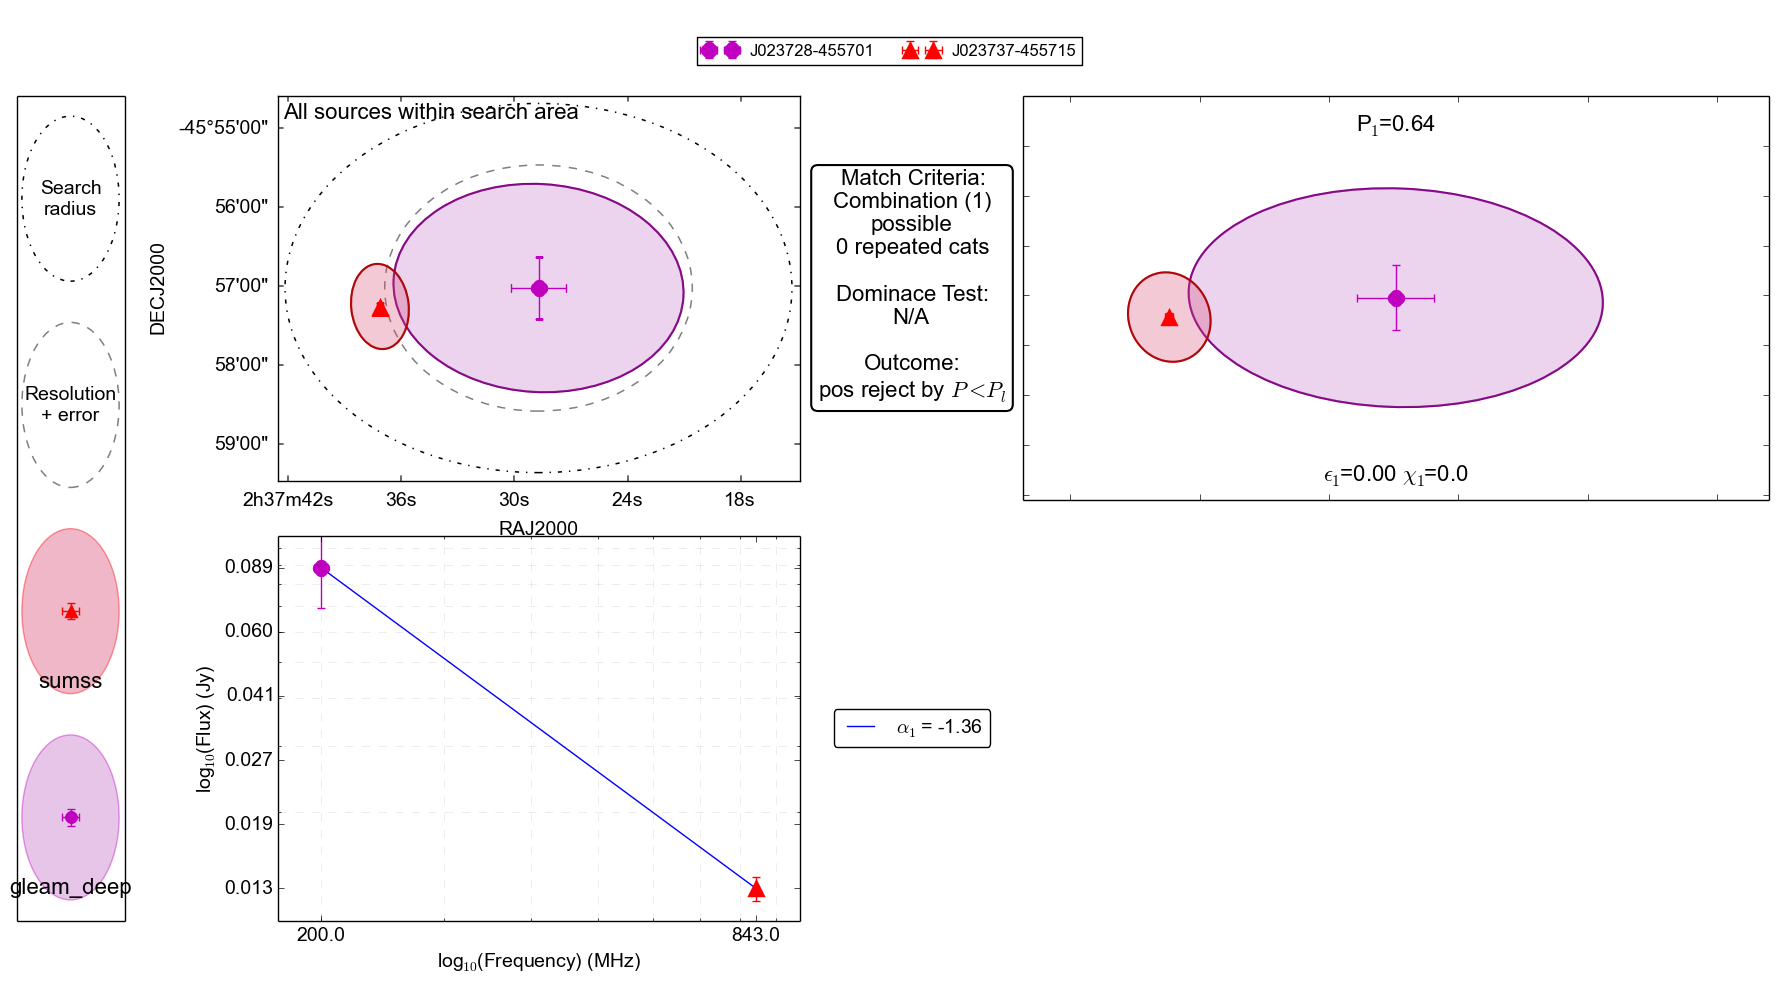 J023728-455701
J023737-455715
Search
radius
Resolution
+ error
sumss
gleam_deep
All sources within search area
DECJ2000
-45°55'00"
56'00"
57'00"
58'00"
59'00"
2h37m42s
36s
30s
24s
18s
RAJ2000
Match Criteria:
Combination (1)
possible
0 repeated cats
Dominace Test:
N/A
Outcome:
pos reject by P<P_l
P₁=0.64
ϵ₁=0.00 χ₁=0.0
log₁₀(Flux) (Jy)
0.089
0.060
0.041
0.027
0.019
0.013
200.0
843.0
log₁₀(Frequency) (MHz)
α₁ = -1.36